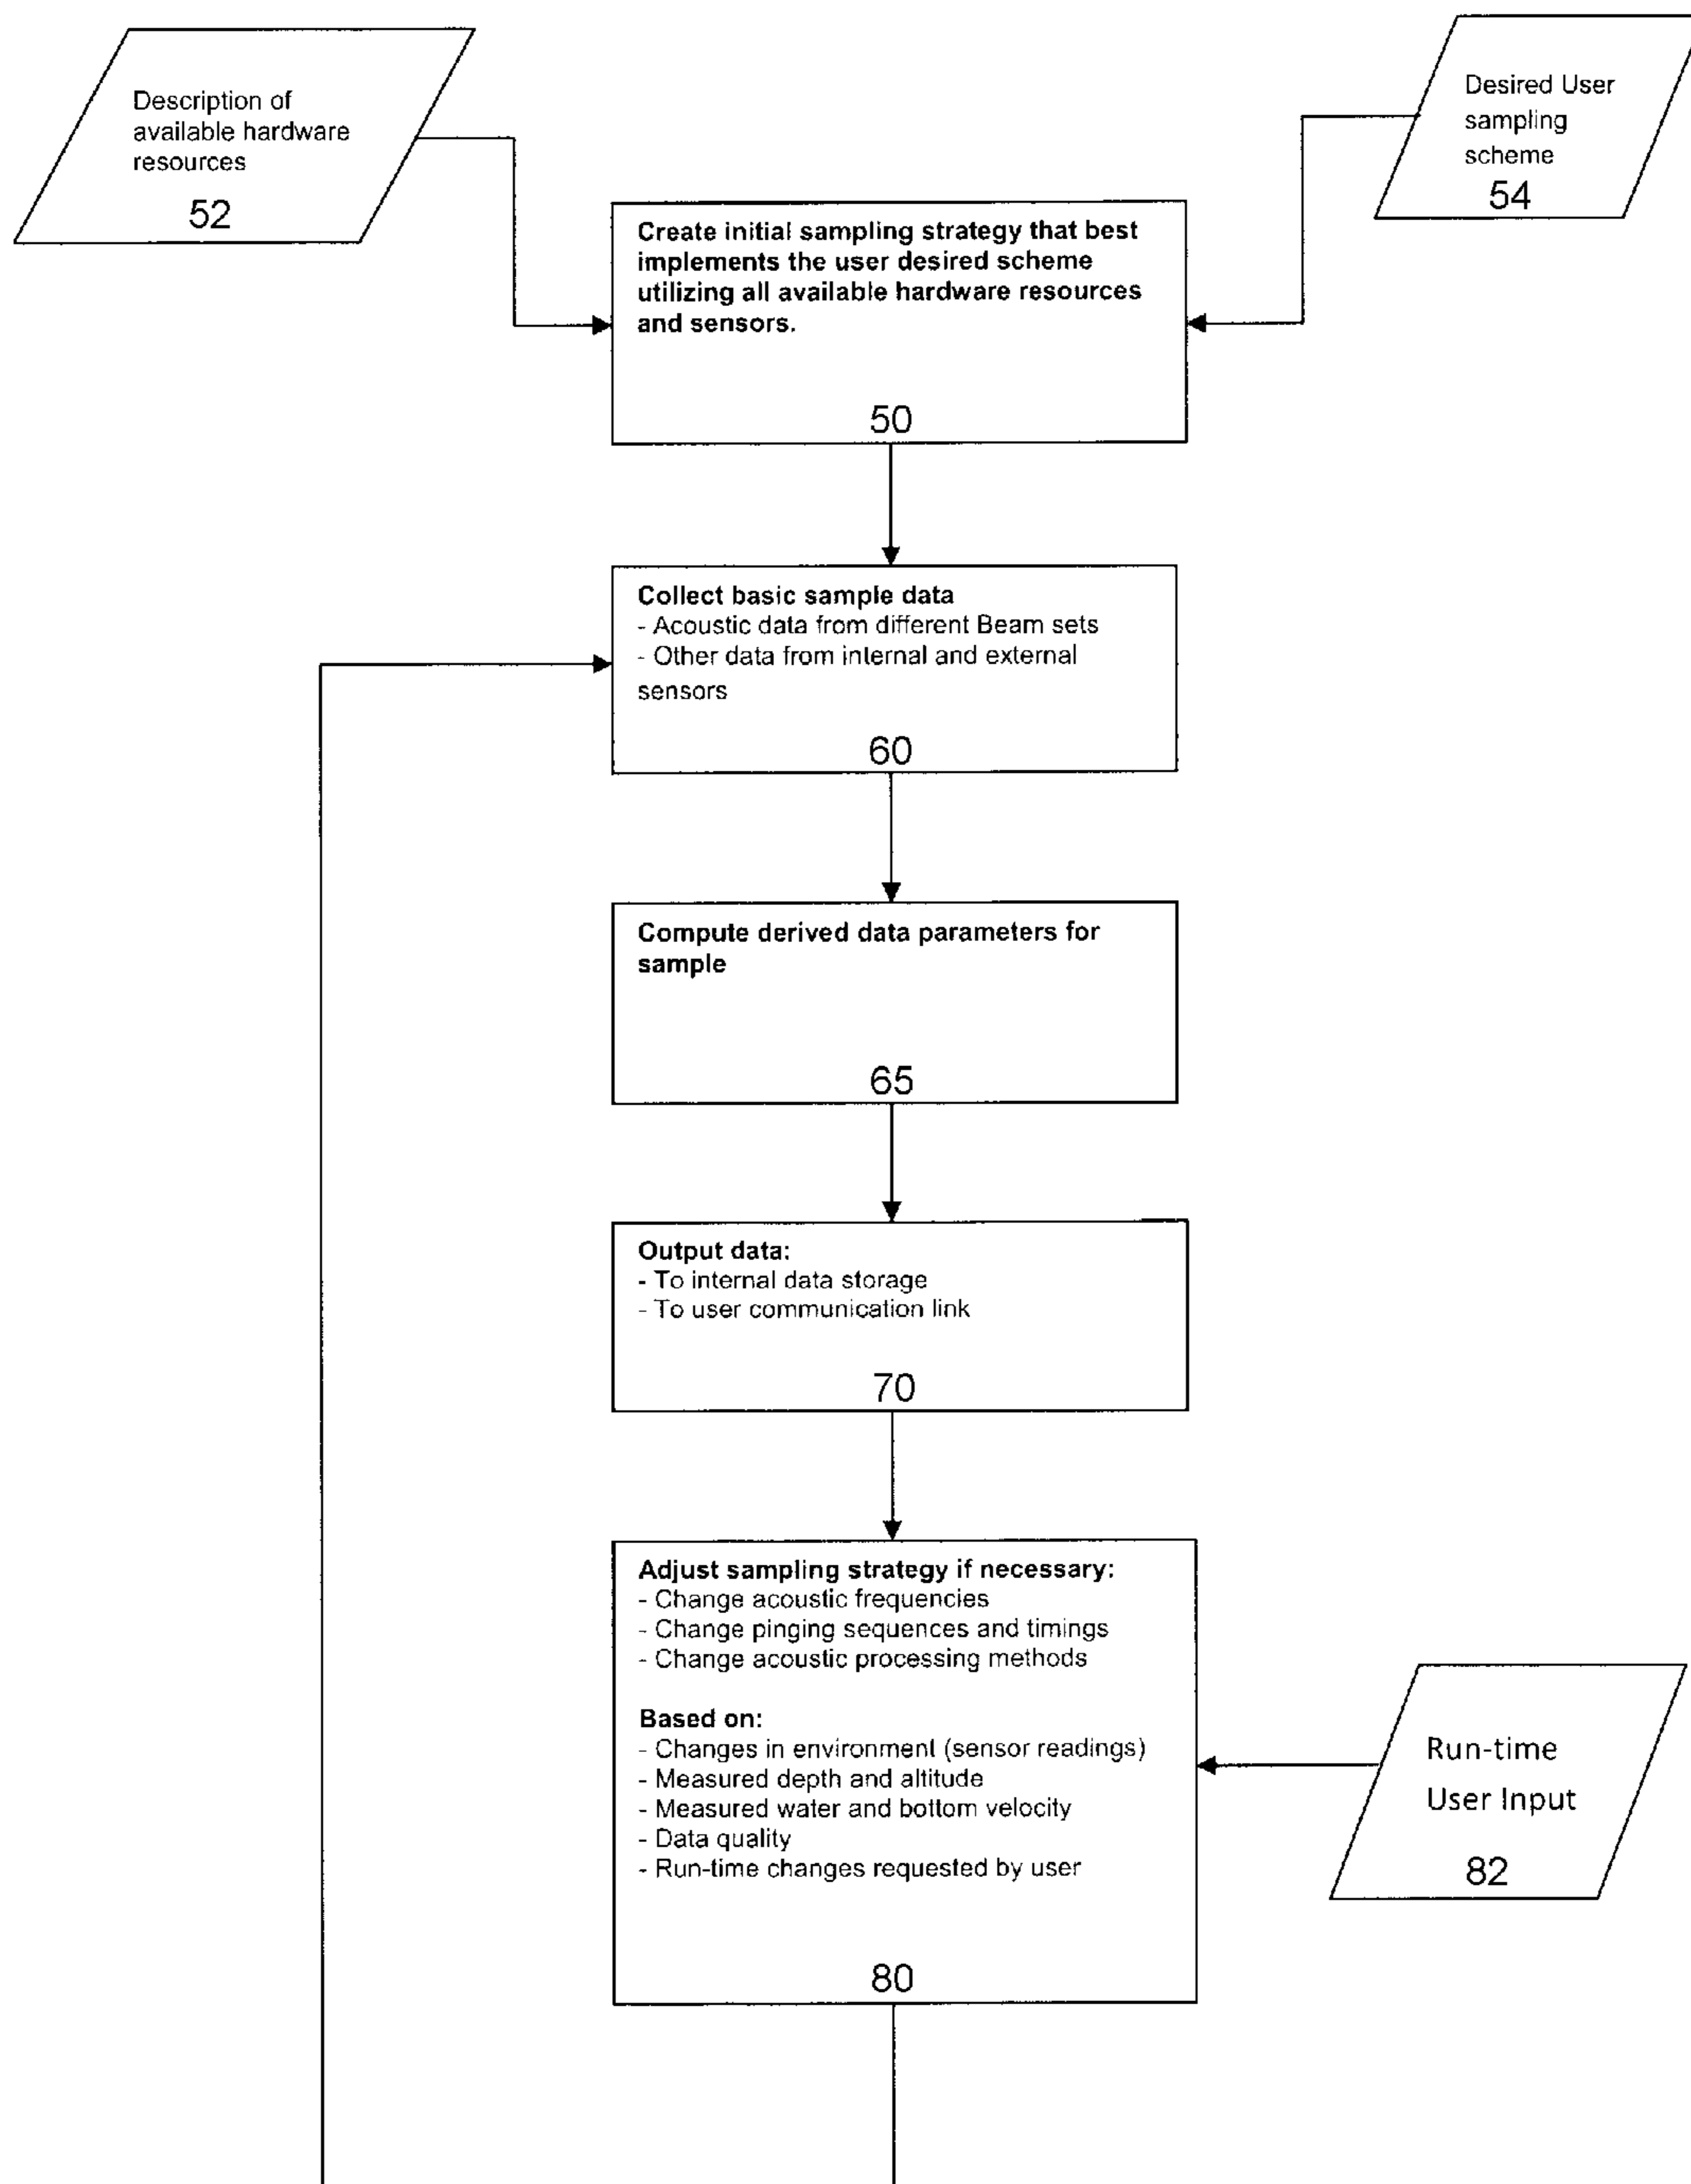 Description of
available hardware
resources
52
Desired User
sampling
scheme
54
Create initial sampling strategy that best
implements the user desired scheme
utilizing all available hardware resources
and sensors.
50
Collect basic sample data
- Acoustic data from different Beam sets
- Other data from internal and external
sensors
60
Compute derived data parameters for
sample
65
Output data:
- To internal data storage
- To user communication link
70
Adjust sampling strategy if necessary:
- Change acoustic frequencies
- Change pinging sequences and timings
- Change acoustic processing methods
Based on:
- Changes in environment (sensor readings)
- Measured depth and altitude
- Measured water and bottom velocity
- Data quality
- Run-time changes requested by user
80
Run-time
User Input
82